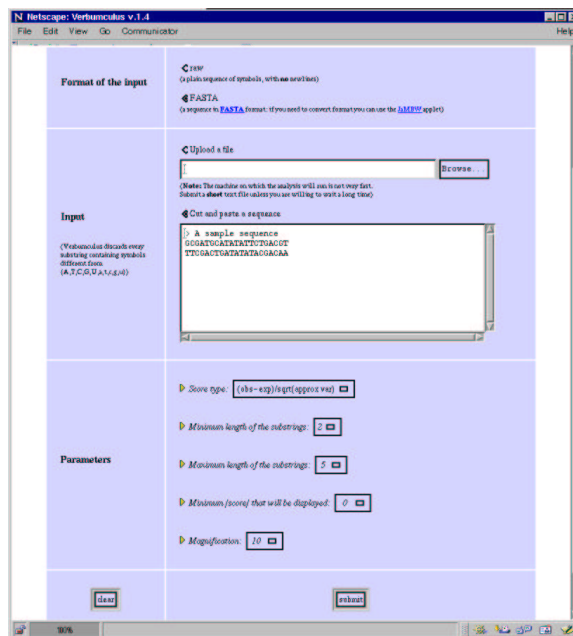 Netscape: Verbumculus v.1.4
File Edit View Go Communicator Help
Format of the input
raw
(a plain sequence of symbols, with no newlines)
FASTA
(a sequence in FASTA format: if you need to convert format you can use the applet)
Upload a file
Browse...
(Note: The machine on which the analysis will run is not very fast.
Submit a short text file unless you are willing to wait a long time)
Input
(Verbumculus discards every
substring containing symbols
different from
{A,T,C,G,U,a,t,c,g,u})
Cut and paste a sequence
> A sample sequence
GCGATGCATATATTCTGACGT
TTCGACTGATATATACGACAA
Parameters
Score type: (obs-exp)/sqrt(approx var)
Minimum length of the substrings: 2
Maximum length of the substrings: 5
Minimum |score| that will be displayed: 0
Magnification: 10
clear
submit
100%